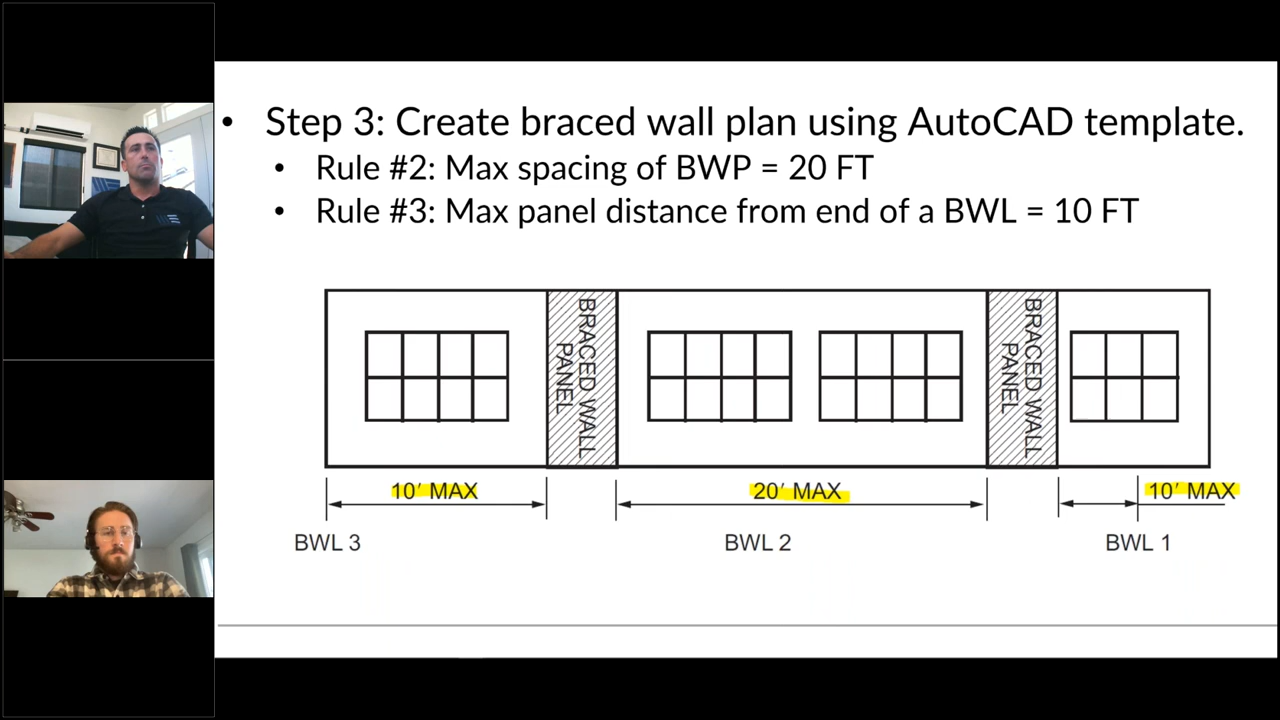 • Step 3: Create braced wall plan using AutoCAD template.
• Rule #2: Max spacing of BWP = 20 FT
• Rule #3: Max panel distance from end of a BWL = 10 FT
BRACED WALL
PANEL
BRACED WALL
PANEL
10' MAX
20' MAX
10' MAX
BWL 3
BWL 2
BWL 1